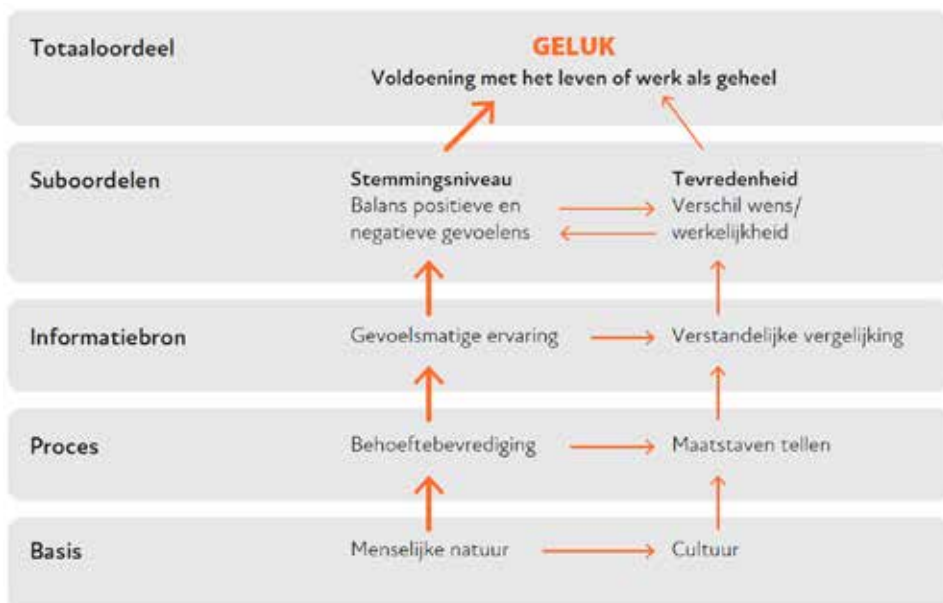 Totaaloordeel
GELUK
Voldoening met het leven of werk als geheel
Suboordelen
Stemmingsniveau
Balans positieve en
negatieve gevoelens
Tevredenheid
Verschil wens/
werkelijkheid
Informatiebron
Gevoelsmatige ervaring
Verstandelijke vergelijking
Proces
Behoeftebevrediging
Maatstaven tellen
Basis
Menselijke natuur
Cultuur